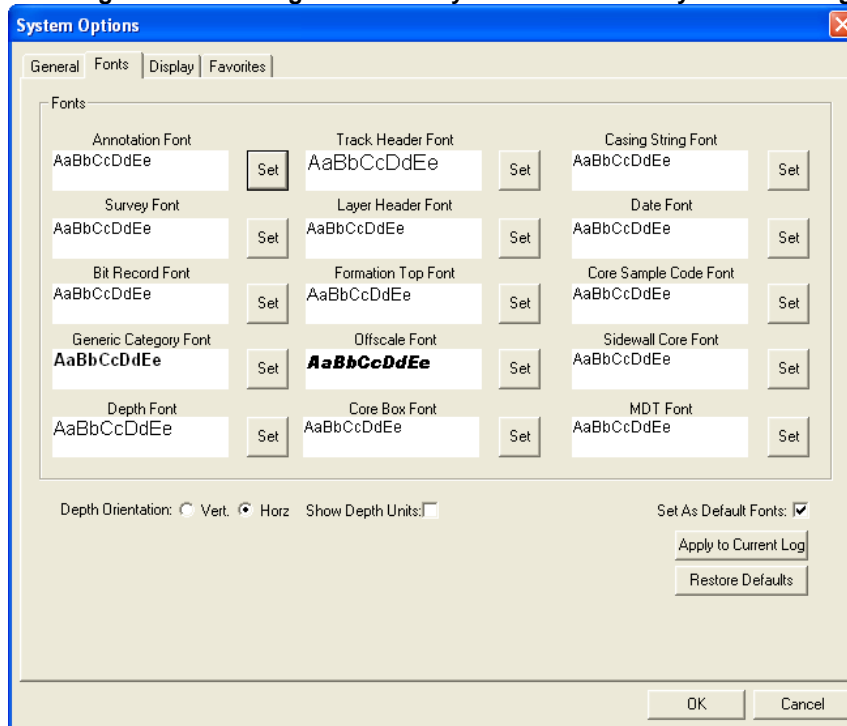 System Options
General Fonts Display Favorites
Fonts
Annotation Font Track Header Font Casing String Font
AaBbCcDdEe Set AaBbCcDdEe Set AaBbCcDdEe Set
Survey Font Layer Header Font Date Font
AaBbCcDdEe Set AaBbCcDdEe Set AaBbCcDdEe Set
Bit Record Font Formation Top Font Core Sample Code Font
AaBbCcDdEe Set AaBbCcDdEe Set AaBbCcDdEe Set
Generic Category Font Offscale Font Sidewall Core Font
AaBbCcDdEe Set AaBbCcDdEe Set AaBbCcDdEe Set
Depth Font Core Box Font MDT Font
AaBbCcDdEe Set AaBbCcDdEe Set AaBbCcDdEe Set
Depth Orientation: Vert. Horz Show Depth Units: Set As Default Fonts:
Apply to Current Log
Restore Defaults
OK Cancel